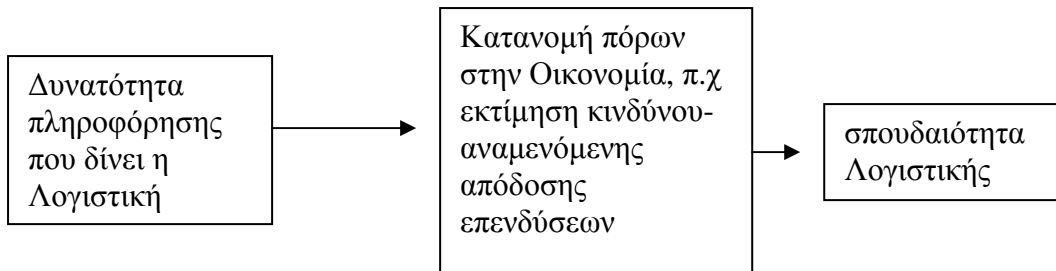 Δυνατότητα
πληροφόρησης
που δίνει η
Λογιστική
Κατανομή πόρων
στην Οικονομία, π.χ
εκτίμηση κινδύνου-
αναμενόμενης
απόδοσης
επενδύσεων
σπουδαιότητα
Λογιστικής